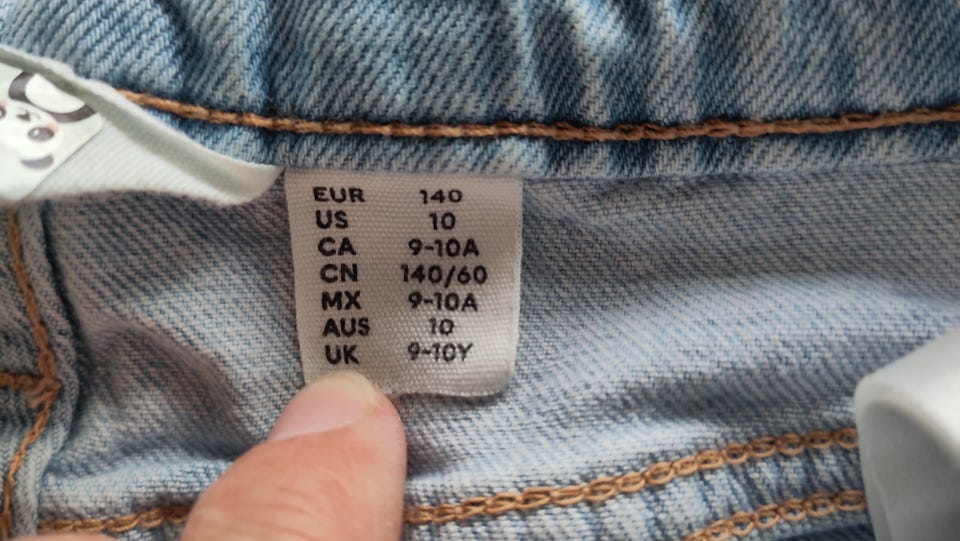 EUR 140
US 10
CA 9-10A
CN 140/60
MX 9-10A
AUS 10
UK 9-10Y